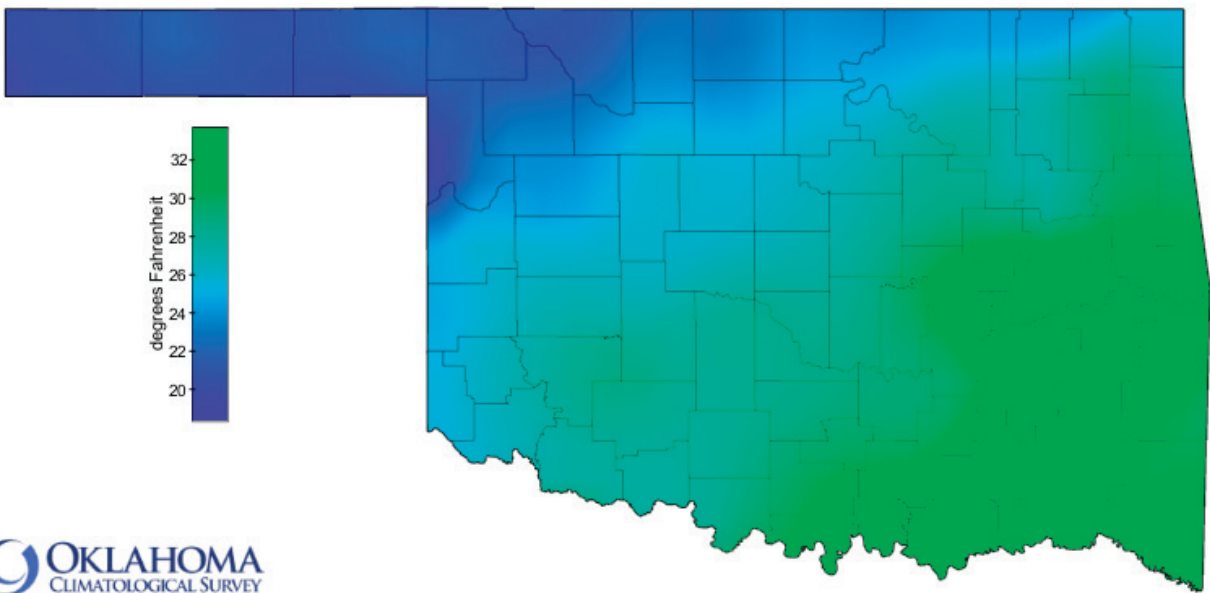 32
30
28
26
24
22
20
degrees Fahrenheit
OKLAHOMA
CLIMATOLOGICAL SURVEY